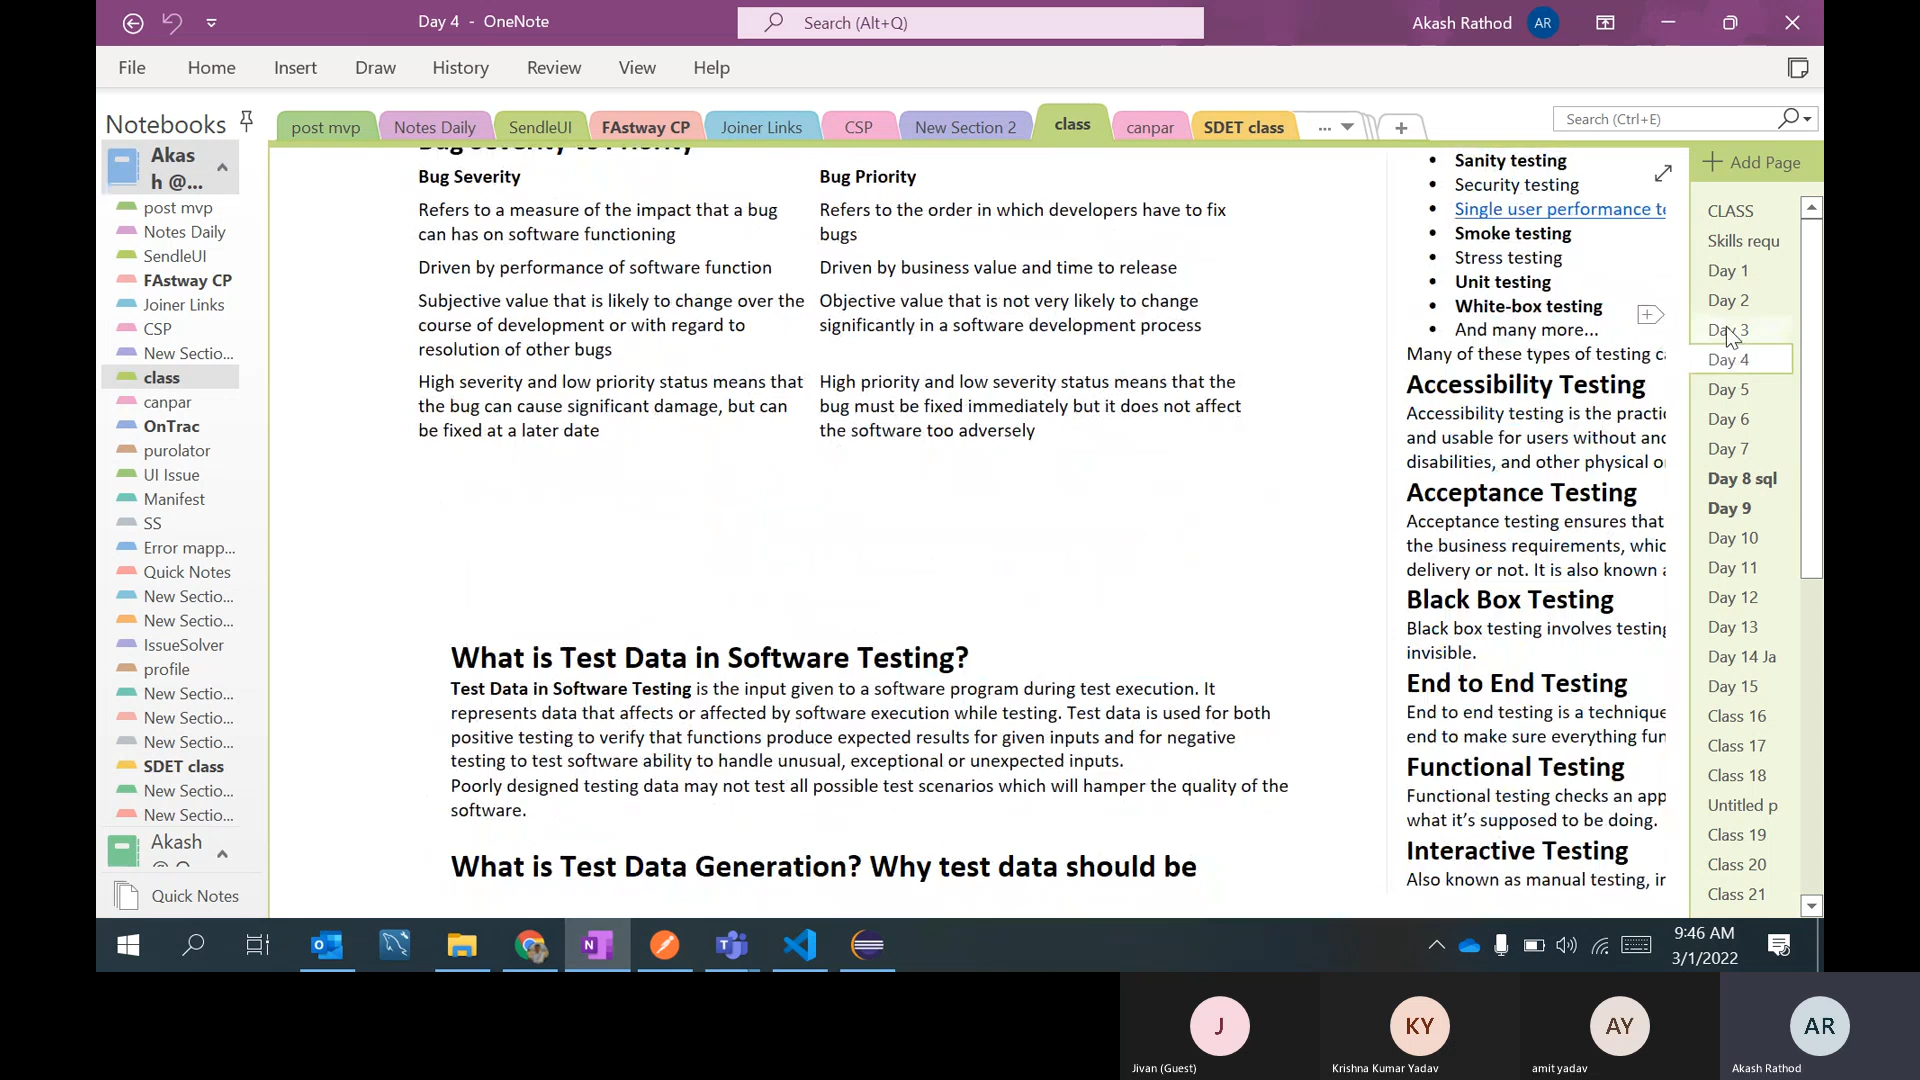 Day 4 - OneNote
Search (Alt+Q)
Akash Rathod
AR
File
Home
Insert
Draw
History
Review
View
Help
Notebooks
post mvp
Notes Daily
SendleUI
FAstway CP
Joiner Links
CSP
New Section 2
class
canpar
SDET class
...
Search (Ctrl+E)
Akas
h @...
post mvp
Notes Daily
SendleUI
FAstway CP
Joiner Links
CSP
New Sectio...
class
canpar
OnTrac
purolator
UI Issue
Manifest
SS
Error mapp...
Quick Notes
New Sectio...
New Sectio...
IssueSolver
profile
New Sectio...
New Sectio...
New Sectio...
SDET class
New Sectio...
New Sectio...
Akash
Quick Notes
Bug Severity vs Priority
Bug Severity
Bug Priority
Refers to a measure of the impact that a bug
can has on software functioning
Refers to the order in which developers have to fix
bugs
Driven by performance of software function
Driven by business value and time to release
Subjective value that is likely to change over the
course of development or with regard to
resolution of other bugs
Objective value that is not very likely to change
significantly in a software development process
High severity and low priority status means that
the bug can cause significant damage, but can
be fixed at a later date
High priority and low severity status means that the
bug must be fixed immediately but it does not affect
the software too adversely
What is Test Data in Software Testing?
Test Data in Software Testing is the input given to a software program during test execution. It
represents data that affects or affected by software execution while testing. Test data is used for both
positive testing to verify that functions produce expected results for given inputs and for negative
testing to test software ability to handle unusual, exceptional or unexpected inputs.
Poorly designed testing data may not test all possible test scenarios which will hamper the quality of the
software.
What is Test Data Generation? Why test data should be
• Sanity testing
• Security testing
• Single user performance te
• Smoke testing
• Stress testing
• Unit testing
• White-box testing
• And many more...
Many of these types of testing ca
Accessibility Testing
Accessibility testing is the practic
and usable for users without and
disabilities, and other physical o
Acceptance Testing
Acceptance testing ensures that
the business requirements, whic
delivery or not. It is also known a
Black Box Testing
Black box testing involves testing
invisible.
End to End Testing
End to end testing is a technique
end to make sure everything fun
Functional Testing
Functional testing checks an app
what it's supposed to be doing.
Interactive Testing
Also known as manual testing, in
Add Page
CLASS
Skills requ
Day 1
Day 2
Day 3
Day 4
Day 5
Day 6
Day 7
Day 8 sql
Day 9
Day 10
Day 11
Day 12
Day 13
Day 14 Ja
Day 15
Class 16
Class 17
Class 18
Untitled p
Class 19
Class 20
Class 21
9:46 AM
3/1/2022
J
KY
AY
AR
Jivan (Guest)
Krishna Kumar Yadav
amit yadav
Akash Rathod